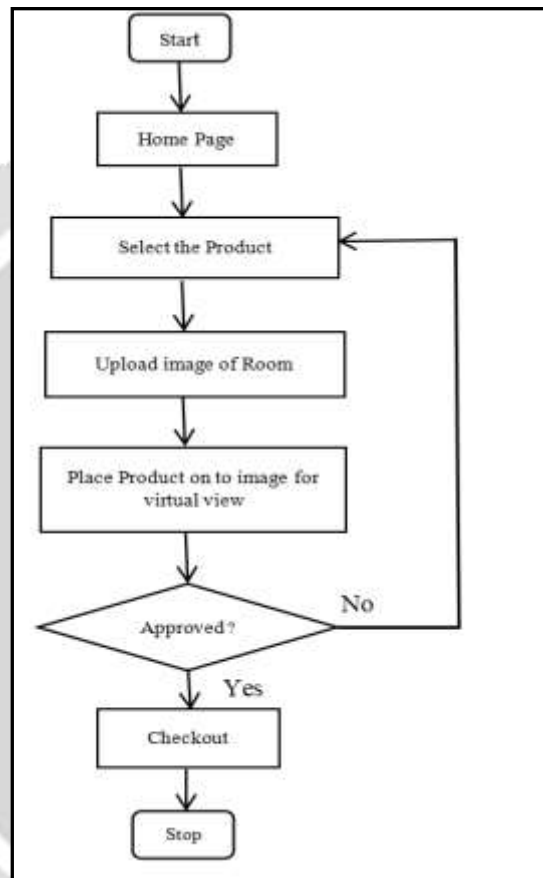 Start
Home Page
Select the Product
Upload image of Room
Place Product on to image for
virtual view
Approved?
No
Yes
Checkout
Stop